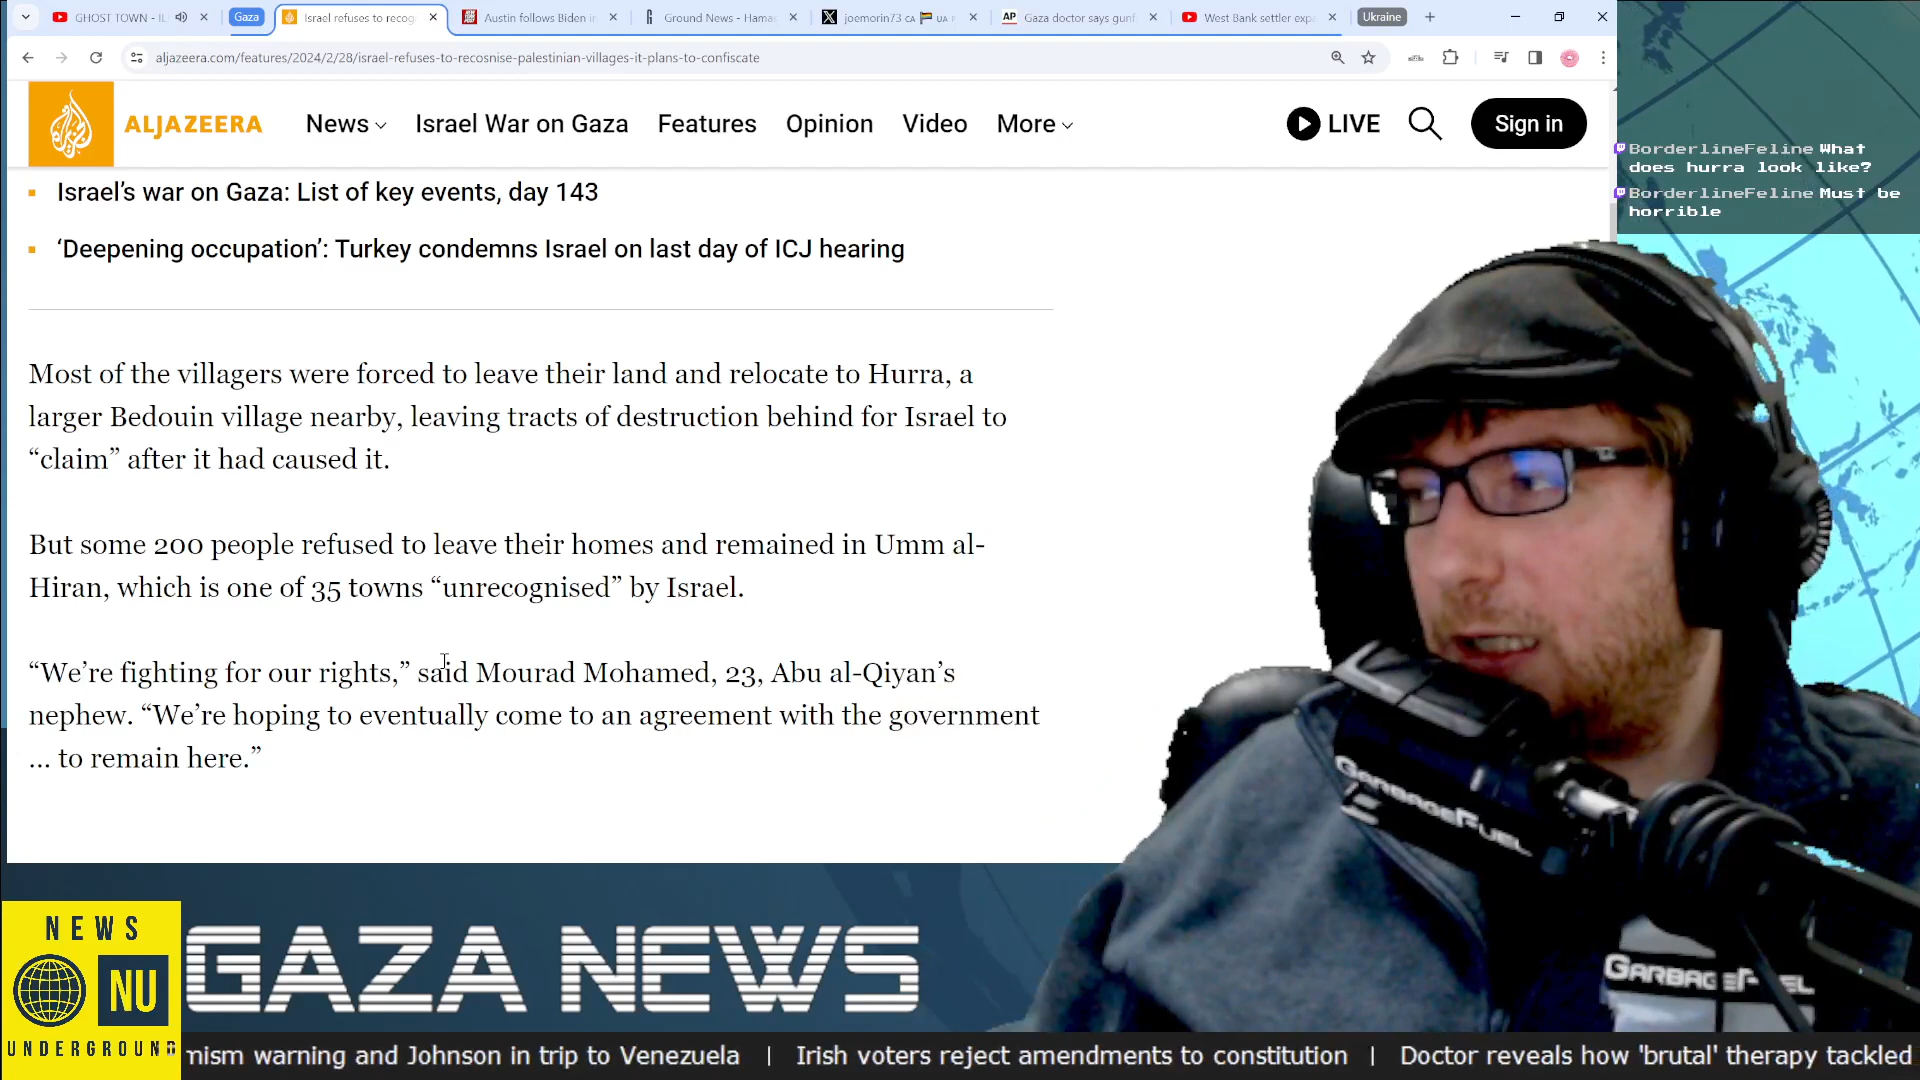 GHOST TOWN - IL
Gaza
Israel refuses to recog
Austin follows Biden in
Ground News - Hamas
joemorin73
Gaza doctor says gunf
West Bank settler expa
Ukraine
aljazeera.com/features/2024/2/28/israel-refuses-to-recosnise-palestinian-villages-it-plans-to-confiscate
ALJAZEERA
News
Israel War on Gaza
Features
Opinion
Video
More
LIVE
Sign in
Israel’s war on Gaza: List of key events, day 143
‘Deepening occupation’: Turkey condemns Israel on last day of ICJ hearing
Most of the villagers were forced to leave their land and relocate to Hurra, a
larger Bedouin village nearby, leaving tracts of destruction behind for Israel to
“claim” after it had caused it.
But some 200 people refused to leave their homes and remained in Umm al-
Hiran, which is one of 35 towns “unrecognised” by Israel.
“We’re fighting for our rights,” said Mourad Mohamed, 23, Abu al-Qiyan’s
nephew. “We’re hoping to eventually come to an agreement with the government
… to remain here.”
BorderlineFeline What
does hurra look like?
BorderlineFeline Must be
horrible
GARBAGEFUEL
GARBAGEFUEL
NEWS
NU
UNDERGROUND
GAZA NEWS
mism warning and Johnson in trip to Venezuela | Irish voters reject amendments to constitution | Doctor reveals how 'brutal' therapy tackled